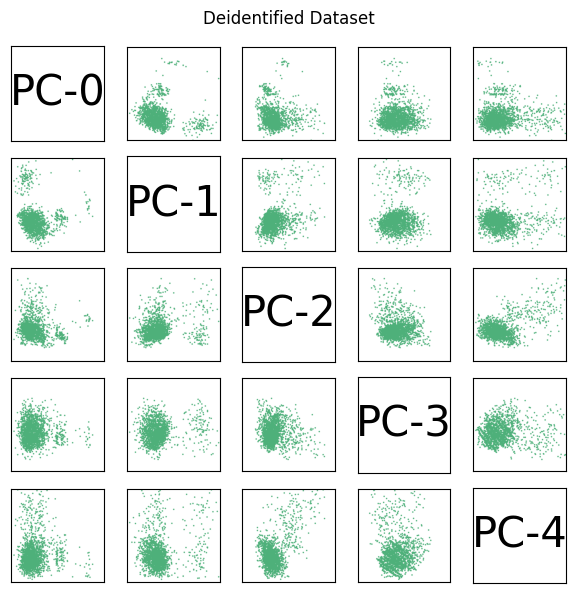 Deidentified Dataset
PC-0
PC-1
PC-2
PC-3
PC-4